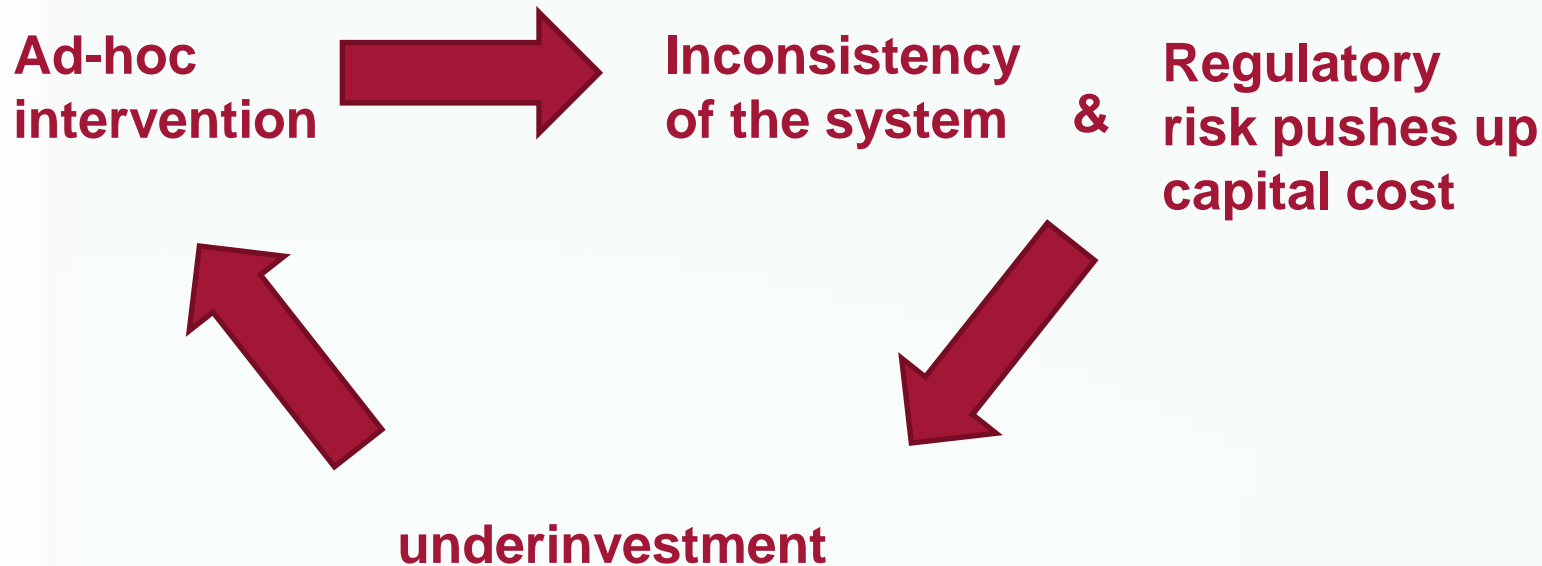 Ad-hoc
intervention
Inconsistency
of the system
&
Regulatory
risk pushes up
capital cost
underinvestment